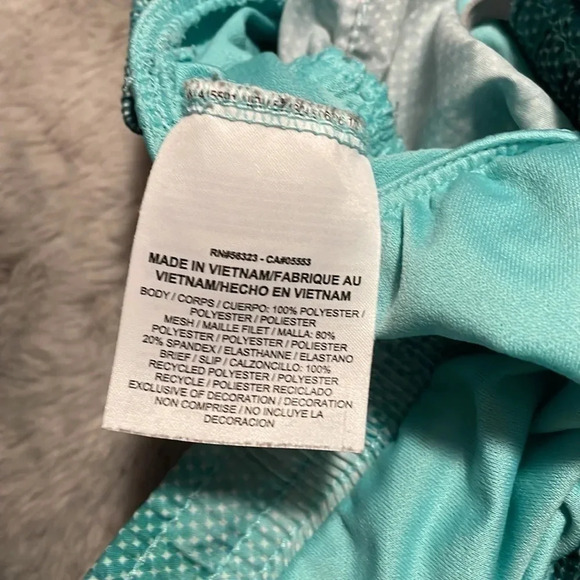 RN#56323 - CA#05553
MADE IN VIETNAM/FABRIQUE AU
VIETNAM/HECHO EN VIETNAM
BODY / CORPS / CUERPO: 100% POLYESTER /
POLYESTER / POLIESTER
MESH / MAILLE FILET / MALLA: 80%
POLYESTER / POLYESTER / POLIESTER
20% SPANDEX / ELASTHANNE / ELASTANO
BRIEF / SLIP / CALZONCILLO: 100%
RECYCLED POLYESTER / POLYESTER
RECYCLE / POLIESTER RECICLADO
EXCLUSIVE OF DECORATION / DECORATION
NON COMPRISE / NO INCLUYE LA
DECORACION